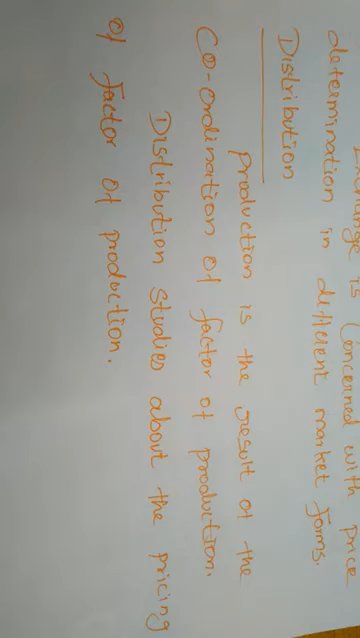 Exchange is Concerned with price
determination in different market forms.
Distribution
production is the result of the
Co-ordination of factor of production.
Distribution studies about the pricing
of factor of production.